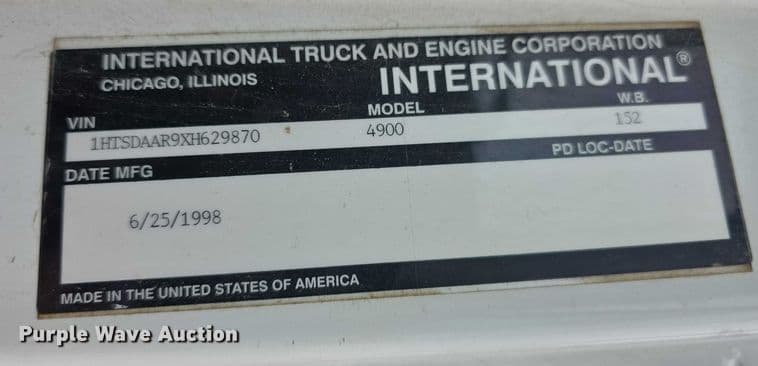 INTERNATIONAL TRUCK AND ENGINE CORPORATION
CHICAGO, ILLINOIS
INTERNATIONAL®
VIN MODEL W.B.
1HTSDAAR9XH629870 4900 152
DATE MFG PD LOC-DATE
6/25/1998
MADE IN THE UNITED STATES OF AMERICA
Purple Wave Auction